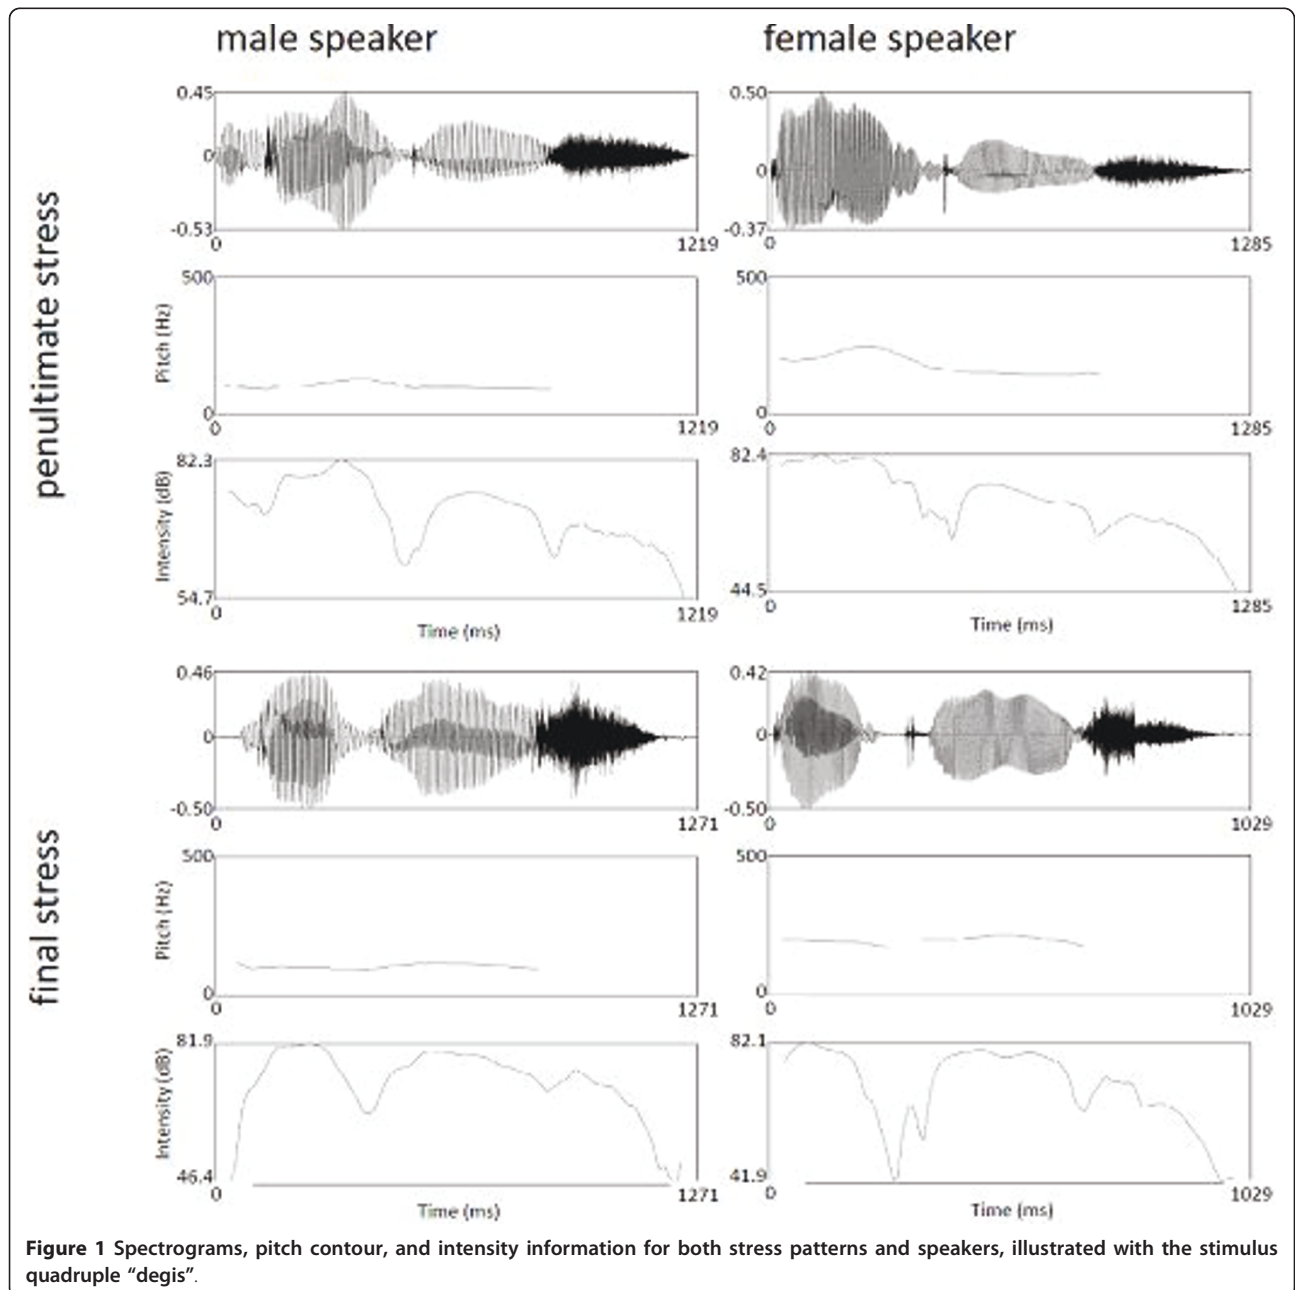 male speaker female speaker
penultimate stress
0.45 0.50
0 0
-0.53 -0.37
0 1219 0 1285
500 500
Pitch (Hz)
0 0
0 1219 0 1285
82.3 82.4
Intensity (dB)
54.7 44.5
0 1219 0 1285
Time (ms) Time (ms)
final stress
0.46 0.42
0 0
-0.50 -0.50
0 1271 0 1029
500 500
Pitch (Hz)
0 0
0 1271 0 1029
81.9 82.1
Intensity (dB)
46.4 41.9
0 1271 0 1029
Time (ms) Time (ms)
Figure 1 Spectrograms, pitch contour, and intensity information for both stress patterns and speakers, illustrated with the stimulus
quadruple “degis”.